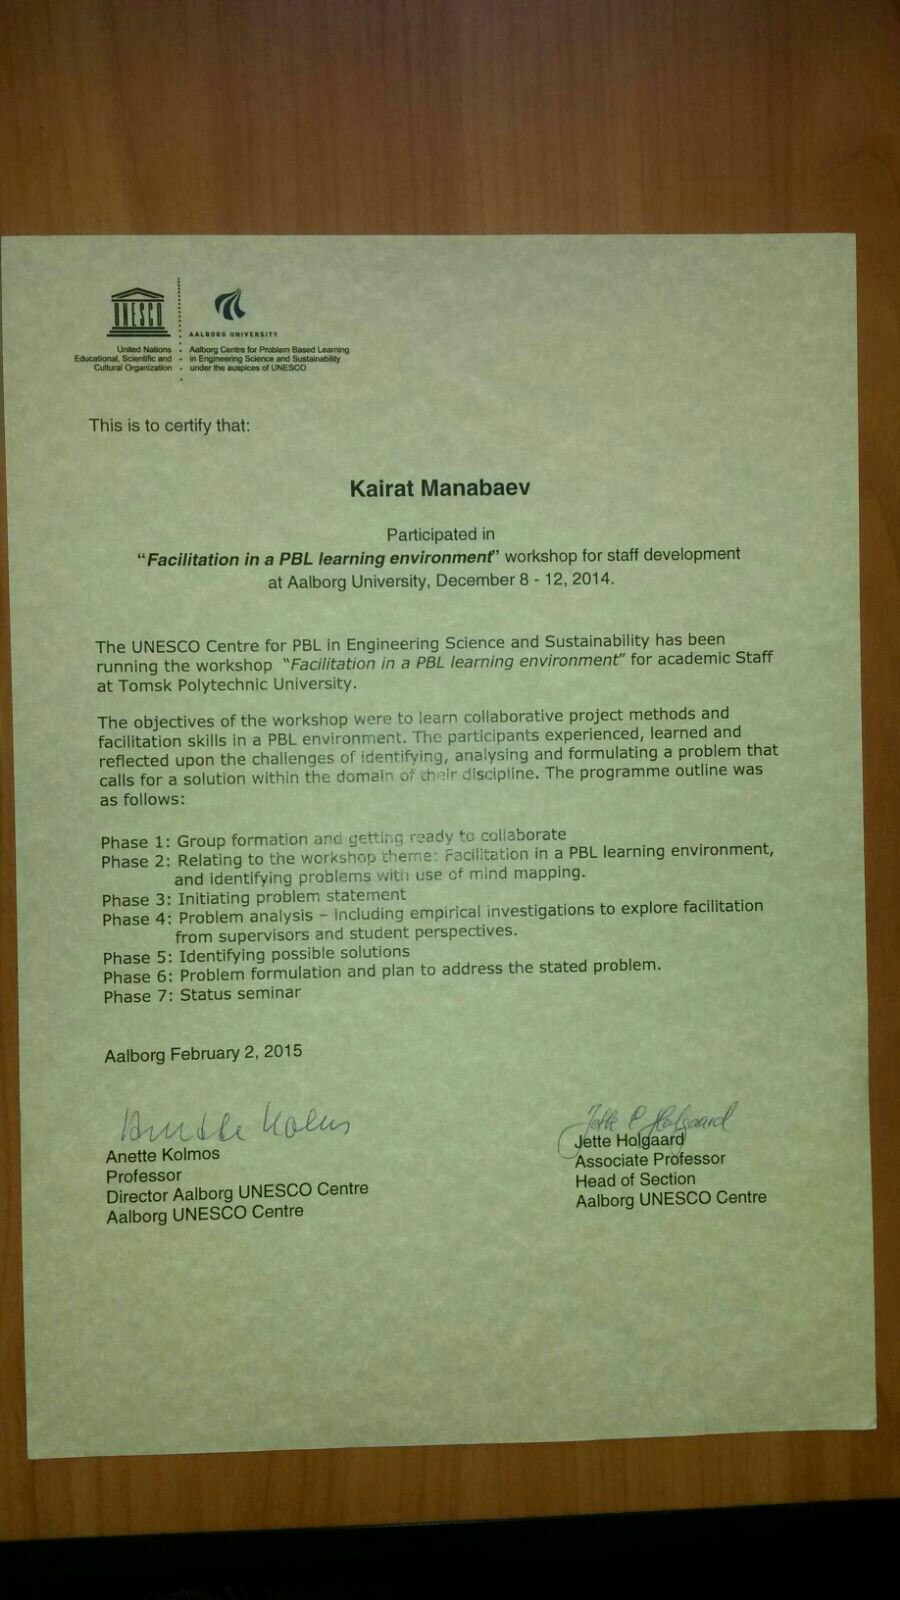 UNESCO
AALBORG UNIVERSITY
United Nations
Educational, Scientific and
Cultural Organization
Aalborg Centre for Problem Based Learning
in Engineering Science and Sustainability
under the auspices of UNESCO
This is to certify that:
Kairat Manabaev
Participated in
“Facilitation in a PBL learning environment” workshop for staff development
at Aalborg University, December 8 - 12, 2014.
The UNESCO Centre for PBL in Engineering Science and Sustainability has been
running the workshop “Facilitation in a PBL learning environment” for academic Staff
at Tomsk Polytechnic University.
The objectives of the workshop were to learn collaborative project methods and
facilitation skills in a PBL environment. The participants experienced, learned and
reflected upon the challenges of identifying, analysing and formulating a problem that
calls for a solution within the domain of their discipline. The programme outline was
as follows:
Phase 1: Group formation and getting ready to collaborate
Phase 2: Relating to the workshop theme: Facilitation in a PBL learning environment,
and identifying problems with use of mind mapping.
Phase 3: Initiating problem statement
Phase 4: Problem analysis – including empirical investigations to explore facilitation
from supervisors and student perspectives.
Phase 5: Identifying possible solutions
Phase 6: Problem formulation and plan to address the stated problem.
Phase 7: Status seminar
Aalborg February 2, 2015
Anette Kolmos
Anette Kolmos
Professor
Director Aalborg UNESCO Centre
Aalborg UNESCO Centre
Jette E Holgaard
Jette Holgaard
Associate Professor
Head of Section
Aalborg UNESCO Centre